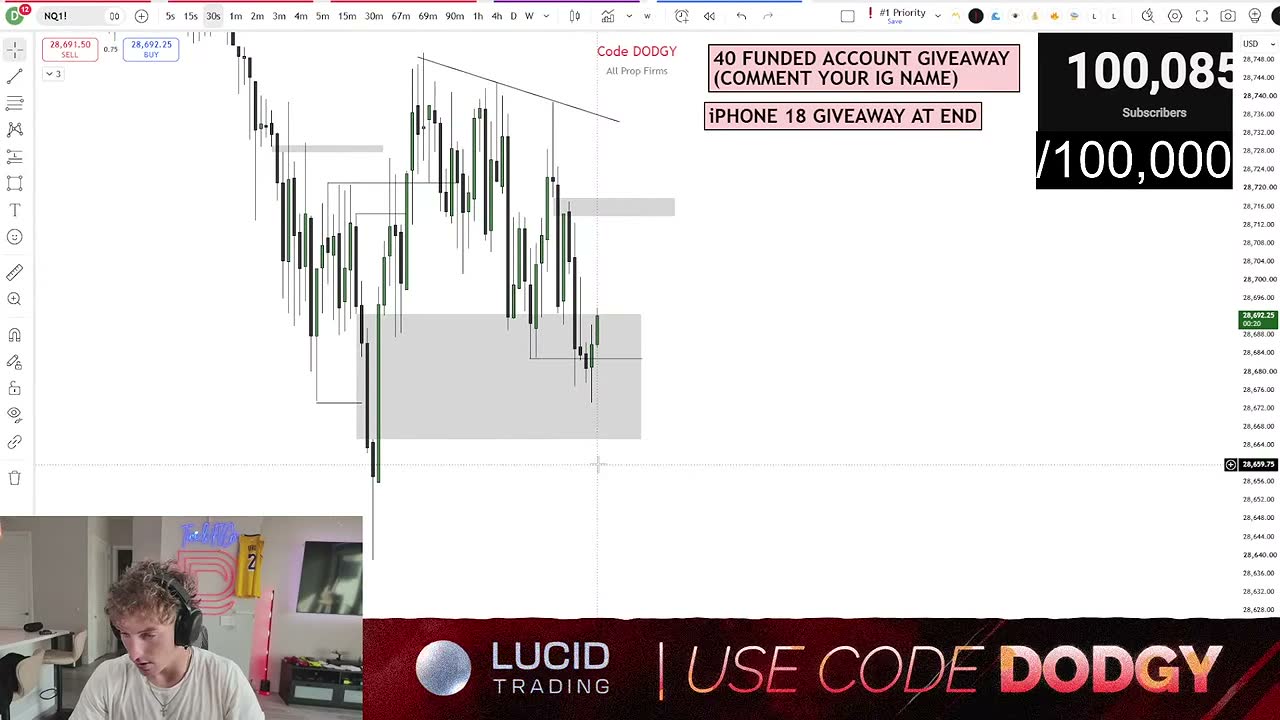 D 12 NQ1! 5s 15s 30s 1m 2m 3m 4m 5m 15m 30m 67m 69m 90m 1h 4h D W W #1 Priority L L
Save
28,691.50 0.75 28,692.25
SELL BUY
3
Code DODGY
All Prop Firms
40 FUNDED ACCOUNT GIVEAWAY
(COMMENT YOUR IG NAME)
iPHONE 18 GIVEAWAY AT END
100,085
Subscribers
/100,000
USD
28,748.00
28,744.00
28,740.00
28,736.00
28,732.00
28,728.00
28,724.00
28,720.00
28,716.00
28,712.00
28,708.00
28,704.00
28,700.00
28,696.00
28,692.25
00:20
28,688.00
28,684.00
28,680.00
28,676.00
28,672.00
28,668.00
28,664.00
28,659.75
28,656.00
28,652.00
28,648.00
28,644.00
28,640.00
28,636.00
28,632.00
28,628.00
D
2
LUCID
TRADING
USE CODE DODGY